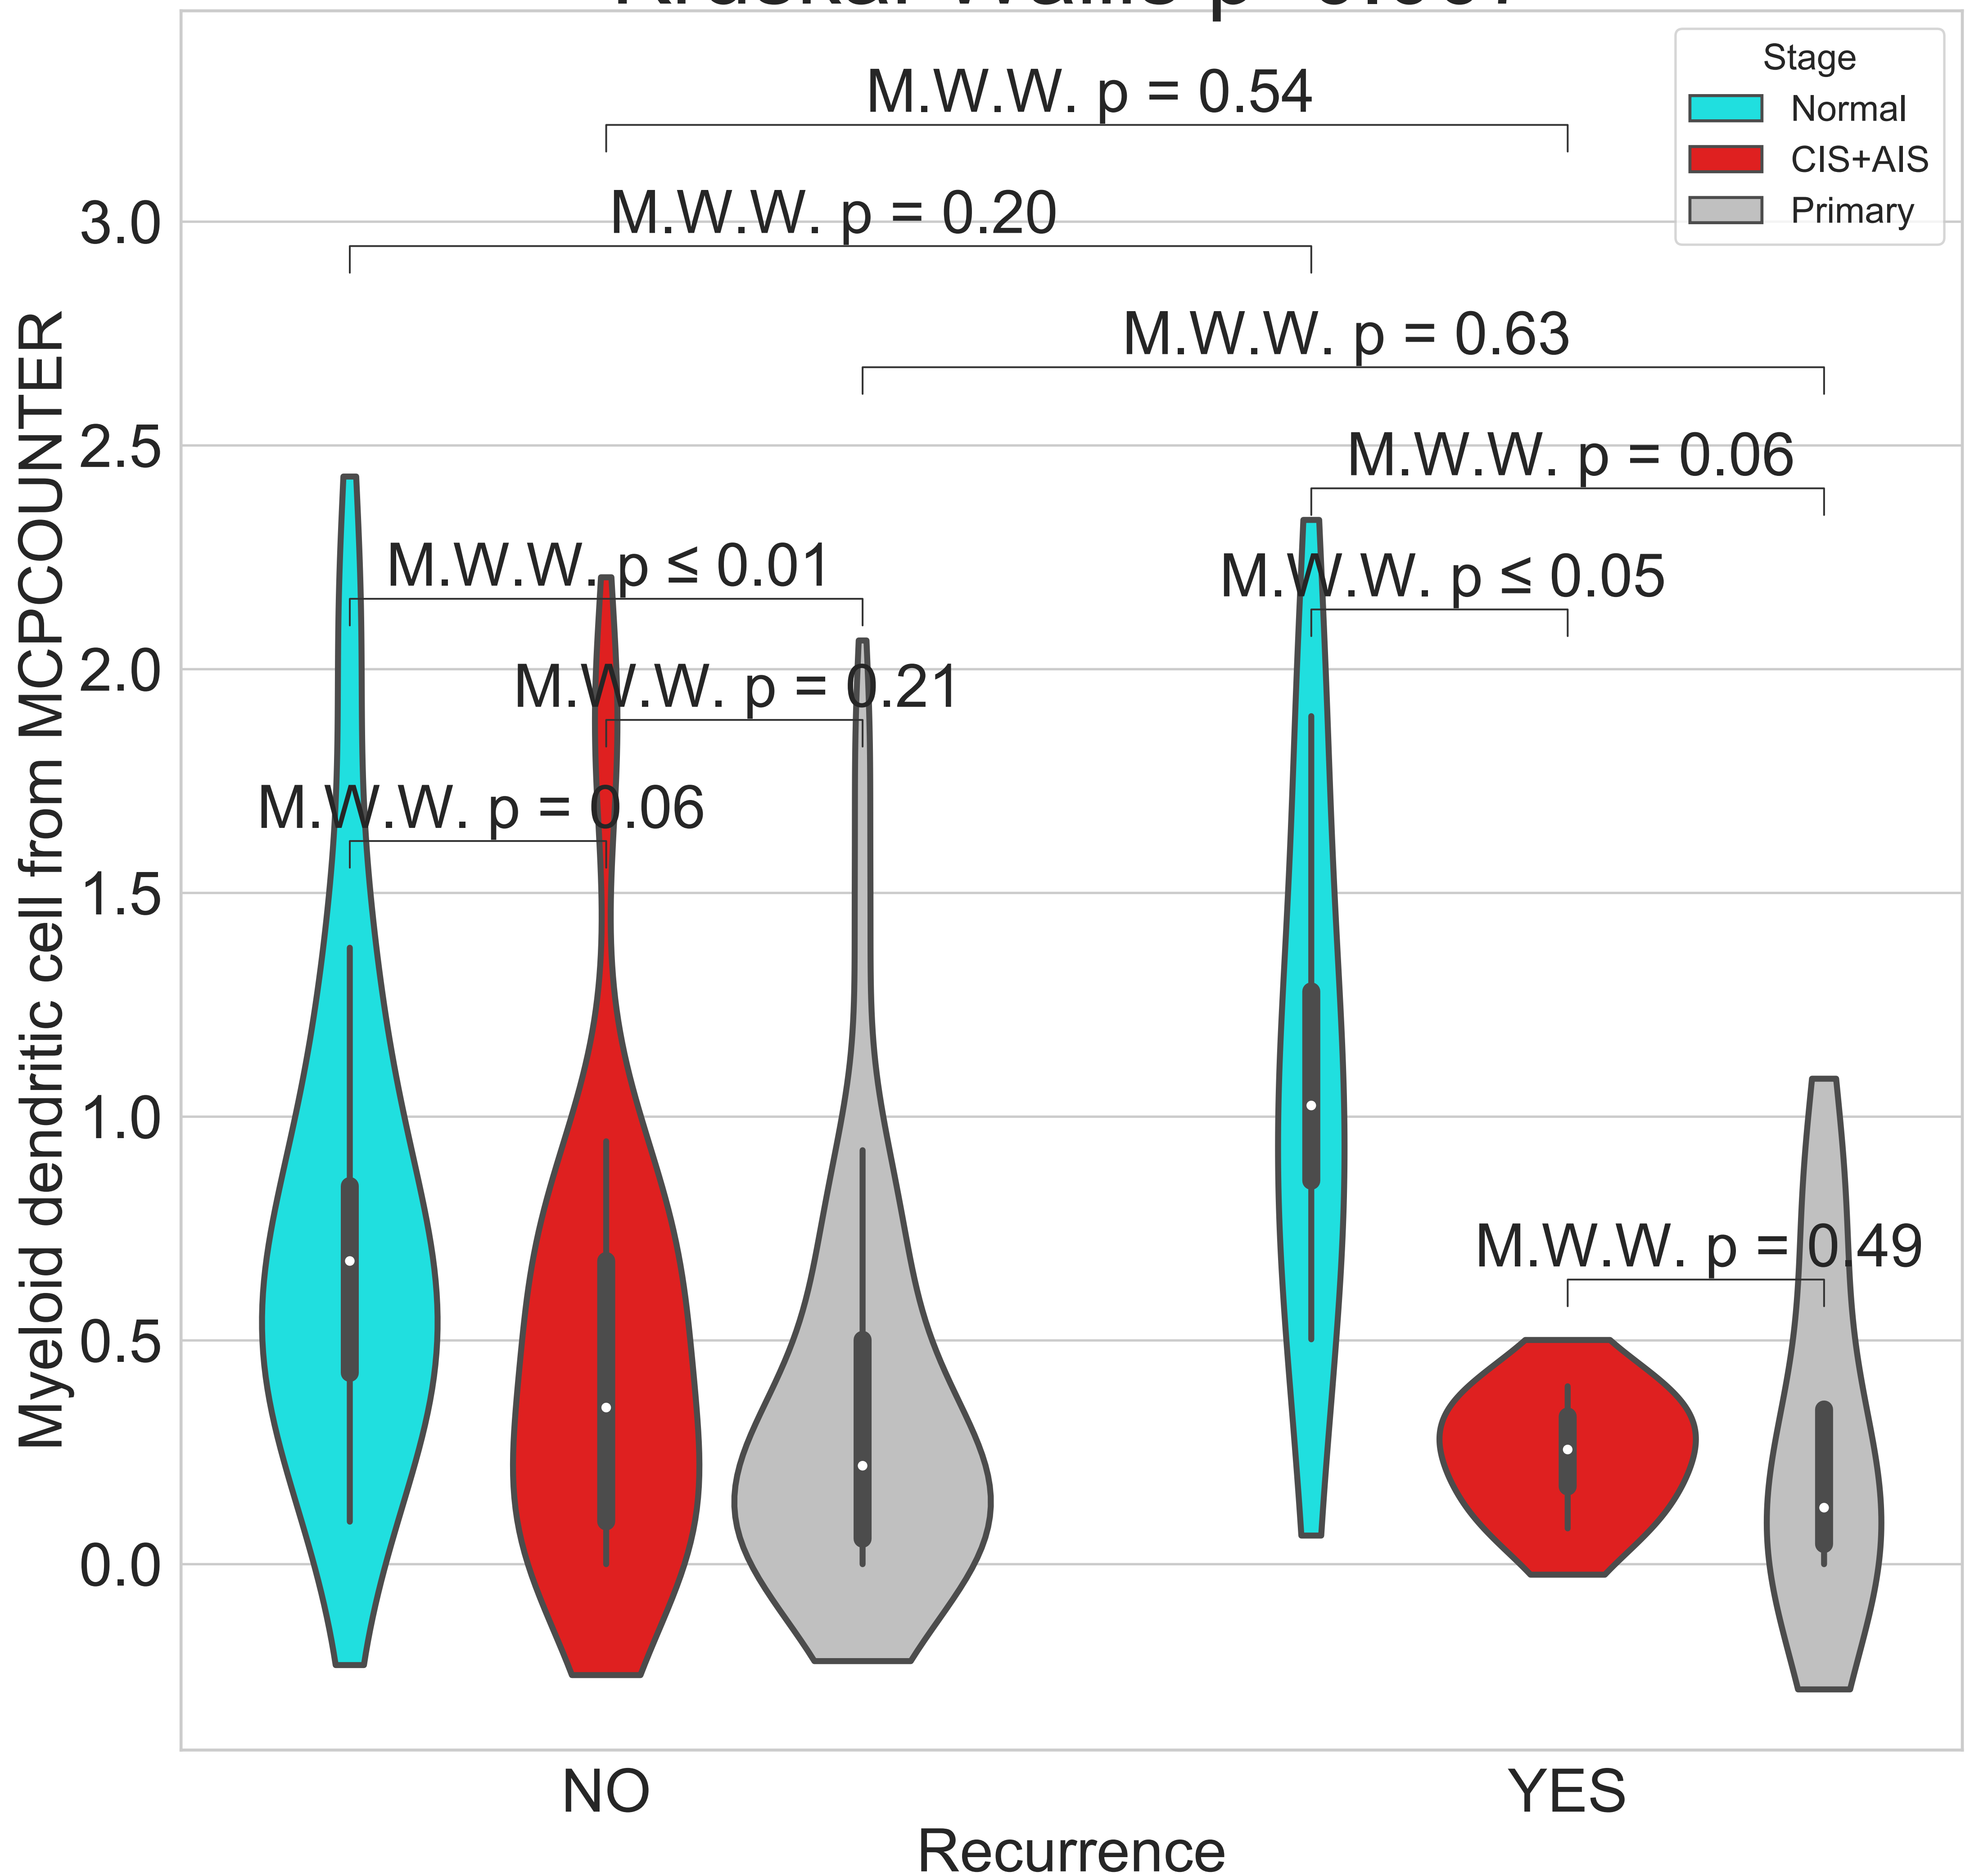 Stage
Normal
CIS+AIS
Primary
M.W.W. p = 0.54
M.W.W. p = 0.20
M.W.W. p = 0.63
M.W.W. p = 0.06
M.W.W. p ≤ 0.01
M.W.W. p ≤ 0.05
M.W.W. p = 0.21
M.W.W. p = 0.06
M.W.W. p = 0.49
Myeloid dendritic cell from MCPCOUNTER
3.0
2.5
2.0
1.5
1.0
0.5
0.0
NO
YES
Recurrence